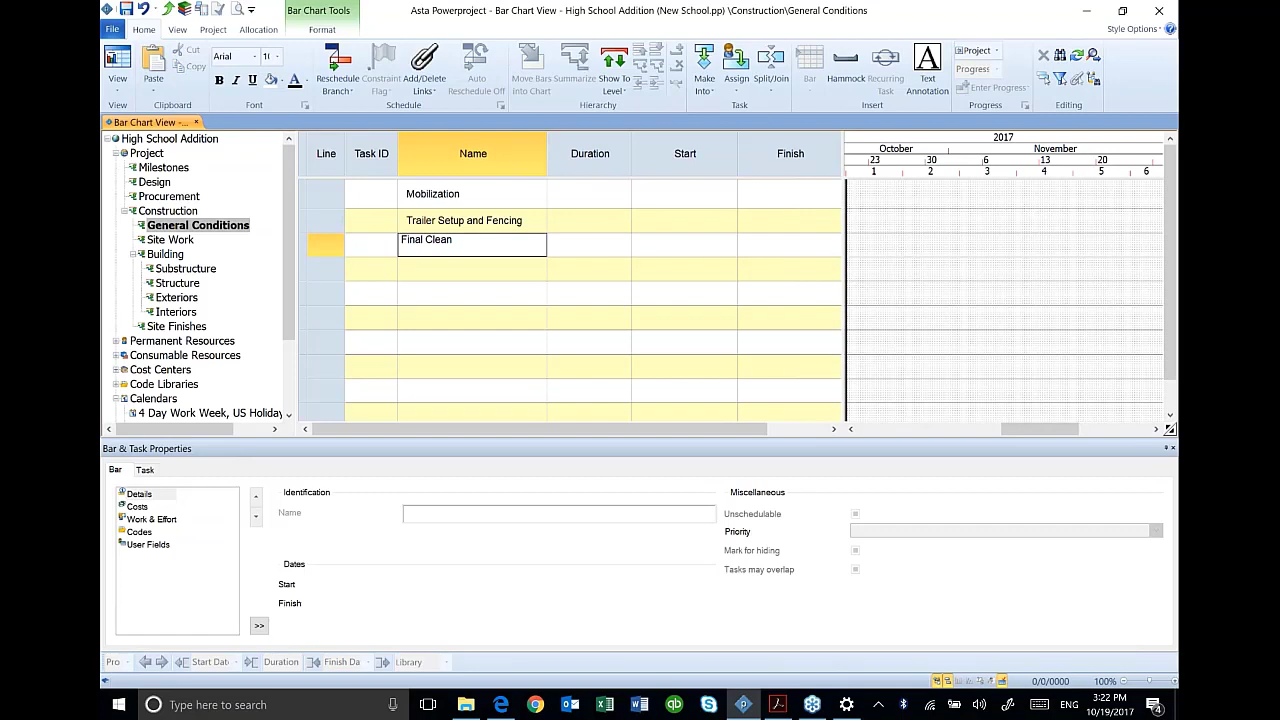 Bar Chart Tools
Asta Powerproject - Bar Chart View - High School Addition (New School.pp) \Construction\General Conditions
File Home View Project Allocation Format Style Options
View Paste Cut Copy Arial Reschedule Branch Constraint Flag Add/Delete Links Auto Reschedule Off Move Bars into Chart Summarize Hammocks Show To Level Make Into Assign Split/Join Bar Hammock Recurring Task Text Annotation Project Progress Enter Progress
View Clipboard Font Schedule Hierarchy Task Insert Progress Editing
Bar Chart View -...
High School Addition
Project
Milestones
Design
Procurement
Construction
General Conditions
Site Work
Building
Substructure
Structure
Exteriors
Interiors
Site Finishes
Permanent Resources
Consumable Resources
Cost Centers
Code Libraries
Calendars
4 Day Work Week, US Holiday
Line Task ID Name Duration Start Finish
Mobilization
Trailer Setup and Fencing
Final Clean
2017
October November
23 30 6 13 20
1 2 3 4 5 6
Bar & Task Properties
Bar Task
Details
Costs
Work & Effort
Codes
User Fields
Identification
Name
Dates
Start
Finish
>>
Miscellaneous
Unschedulable
Priority
Mark for hiding
Tasks may overlap
Pro Start Dat Duration Finish Da Library
0/0/0000 100%
Type here to search
ENG
3:22 PM
10/19/2017
4